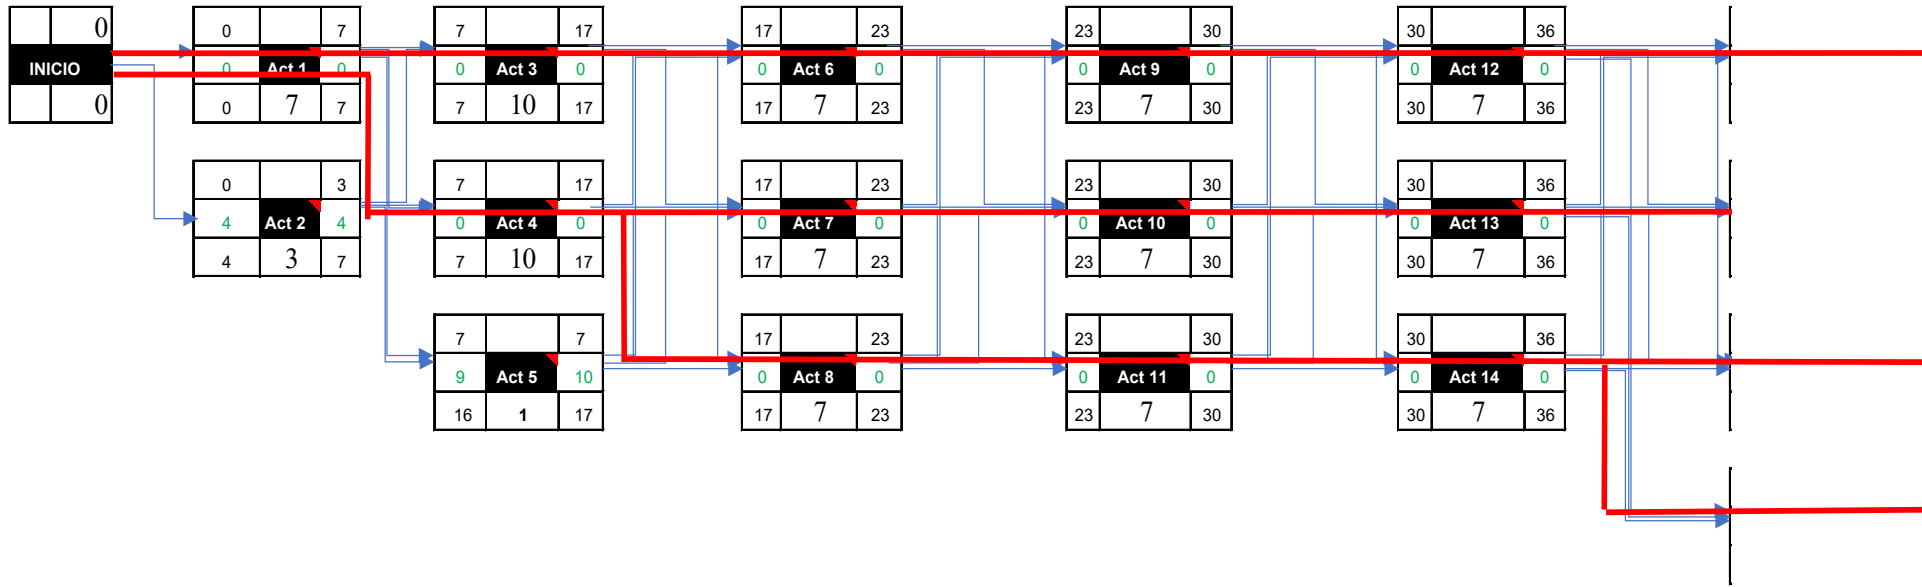 0 0 7 7 17 17 23 23 30 30 36
INICIO 0 Act 1 0 0 Act 3 0 0 Act 6 0 0 Act 9 0 0 Act 12 0
0 0 7 7 7 10 17 17 7 23 23 7 30 30 7 36
0 3 7 17 17 23 23 30 30 36
4 Act 2 4 0 Act 4 0 0 Act 7 0 0 Act 10 0 0 Act 13 0
4 3 7 7 10 17 17 7 23 23 7 30 30 7 36
7 7 17 23 23 30 30 36
9 Act 5 10 0 Act 8 0 0 Act 11 0 0 Act 14 0
16 1 17 17 7 23 23 7 30 30 7 36